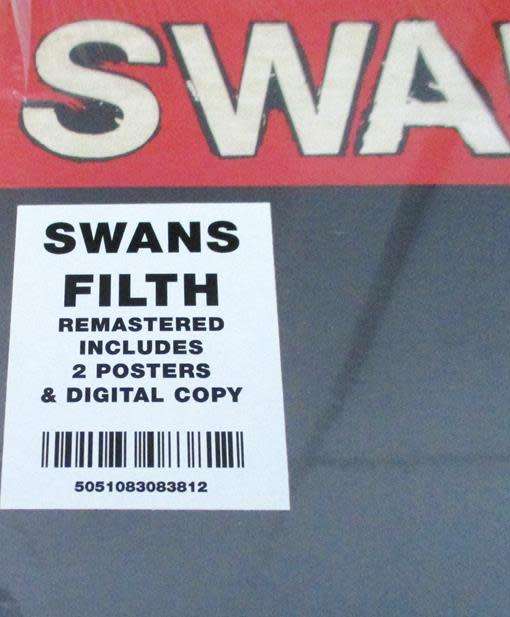 SWA
SWANS
FILTH
REMASTERED
INCLUDES
2 POSTERS
& DIGITAL COPY
5051083083812